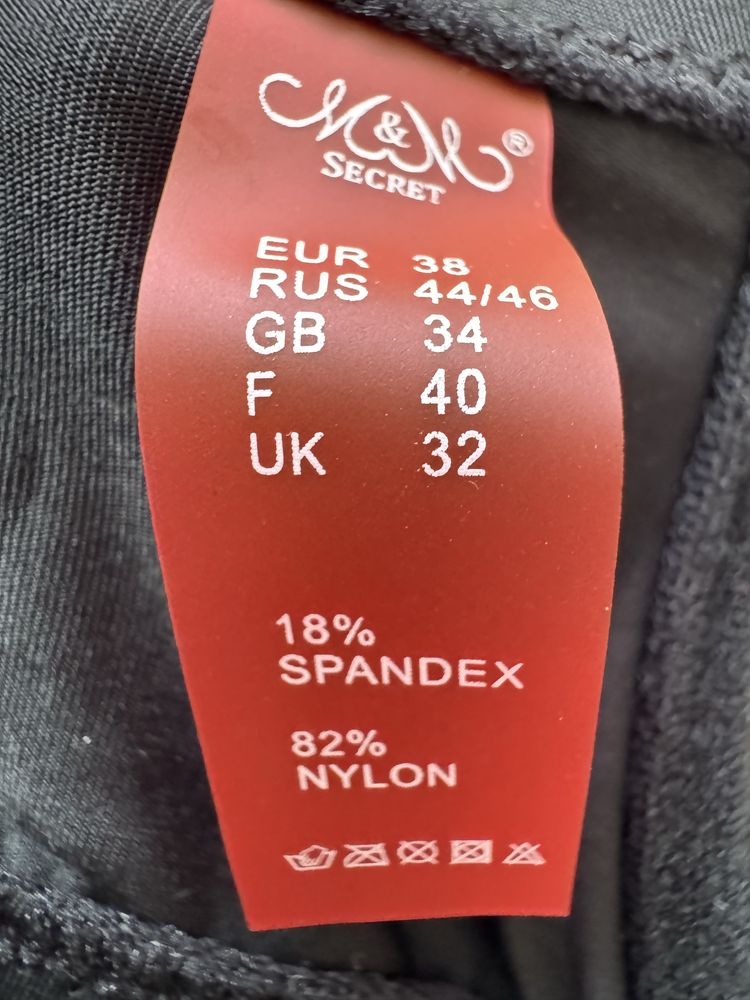 M&M®
SECRET
EUR 38
RUS 44/46
GB 34
F 40
UK 32
18%
SPANDEX
82%
NYLON